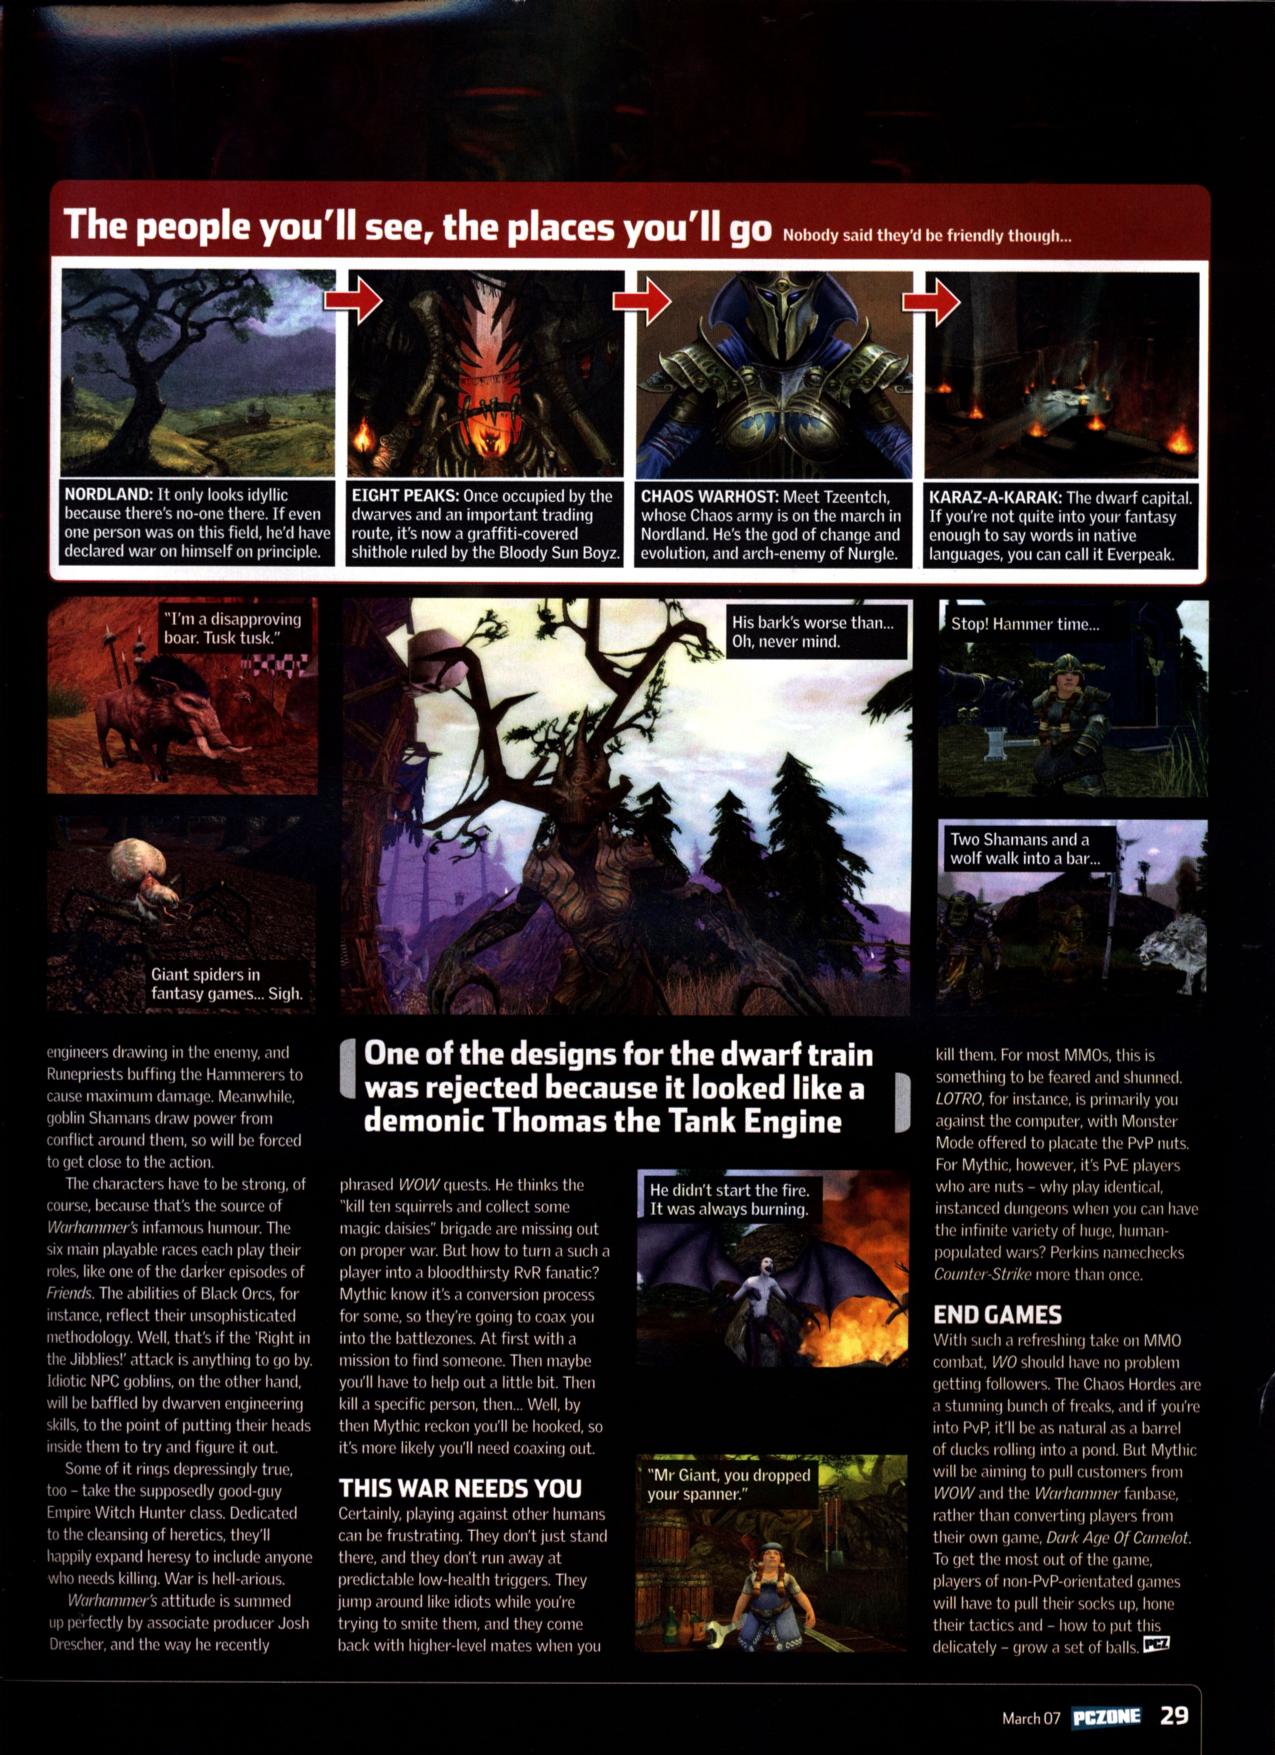 The people you'll see, the places you'll go Nobody said they'd be friendly though...
NORDLAND: It only looks idyllic
because there's no-one there. If even
one person was on this field, he'd have
declared war on himself on principle.
EIGHT PEAKS: Once occupied by the
dwarves and an important trading
route, it's now a graffiti-covered
shithole ruled by the Bloody Sun Boyz.
CHAOS WARHOST: Meet Tzeentch,
whose Chaos army is on the march in
Nordland. He's the god of change and
evolution, and arch-enemy of Nurgle.
KARAZ-A-KARAK: The dwarf capital.
If you're not quite into your fantasy
enough to say words in native
languages, you can call it Everpeak.
"I'm a disapproving
boar. Tusk tusk."
His bark's worse than...
Oh, never mind.
Stop! Hammer time...
Two Shamans and a
wolf walk into a bar...
Giant spiders in
fantasy games... Sigh.
engineers drawing in the enemy, and
Runepriests buffing the Hammerers to
cause maximum damage. Meanwhile,
goblin Shamans draw power from
conflict around them, so will be forced
to get close to the action.
The characters have to be strong, of
course, because that's the source of
Warhammer's infamous humour. The
six main playable races each play their
roles, like one of the darker episodes of
Friends. The abilities of Black Orcs, for
instance, reflect their unsophisticated
methodology. Well, that's if the 'Right in
the Jibblies!' attack is anything to go by.
Idiotic NPC goblins, on the other hand,
will be baffled by dwarven engineering
skills, to the point of putting their heads
inside them to try and figure it out.
Some of it rings depressingly true,
too – take the supposedly good-guy
Empire Witch Hunter class. Dedicated
to the cleansing of heretics, they'll
happily expand heresy to include anyone
who needs killing. War is hell-arious.
Warhammer's attitude is summed
up perfectly by associate producer Josh
Drescher, and the way he recently
One of the designs for the dwarf train
was rejected because it looked like a
demonic Thomas the Tank Engine
phrased WOW quests. He thinks the
"kill ten squirrels and collect some
magic daisies" brigade are missing out
on proper war. But how to turn a such a
player into a bloodthirsty RvR fanatic?
Mythic know it's a conversion process
for some, so they're going to coax you
into the battlezones. At first with a
mission to find someone. Then maybe
you'll have to help out a little bit. Then
kill a specific person, then... Well, by
then Mythic reckon you'll be hooked, so
it's more likely you'll need coaxing out.
THIS WAR NEEDS YOU
Certainly, playing against other humans
can be frustrating. They don't just stand
there, and they don't run away at
predictable low-health triggers. They
jump around like idiots while you're
trying to smite them, and they come
back with higher-level mates when you
He didn't start the fire.
It was always burning.
"Mr Giant, you dropped
your spanner."
kill them. For most MMOs, this is
something to be feared and shunned.
LOTRO, for instance, is primarily you
against the computer, with Monster
Mode offered to placate the PvP nuts.
For Mythic, however, it's PvE players
who are nuts – why play identical,
instanced dungeons when you can have
the infinite variety of huge, human-
populated wars? Perkins namechecks
Counter-Strike more than once.
END GAMES
With such a refreshing take on MMO
combat, WO should have no problem
getting followers. The Chaos Hordes are
a stunning bunch of freaks, and if you're
into PvP, it'll be as natural as a barrel
of ducks rolling into a pond. But Mythic
will be aiming to pull customers from
WOW and the Warhammer fanbase,
rather than converting players from
their own game, Dark Age Of Camelot.
To get the most out of the game,
players of non-PvP-orientated games
will have to pull their socks up, hone
their tactics and – how to put this
delicately – grow a set of balls. PCZ
March 07 PCZONE 29